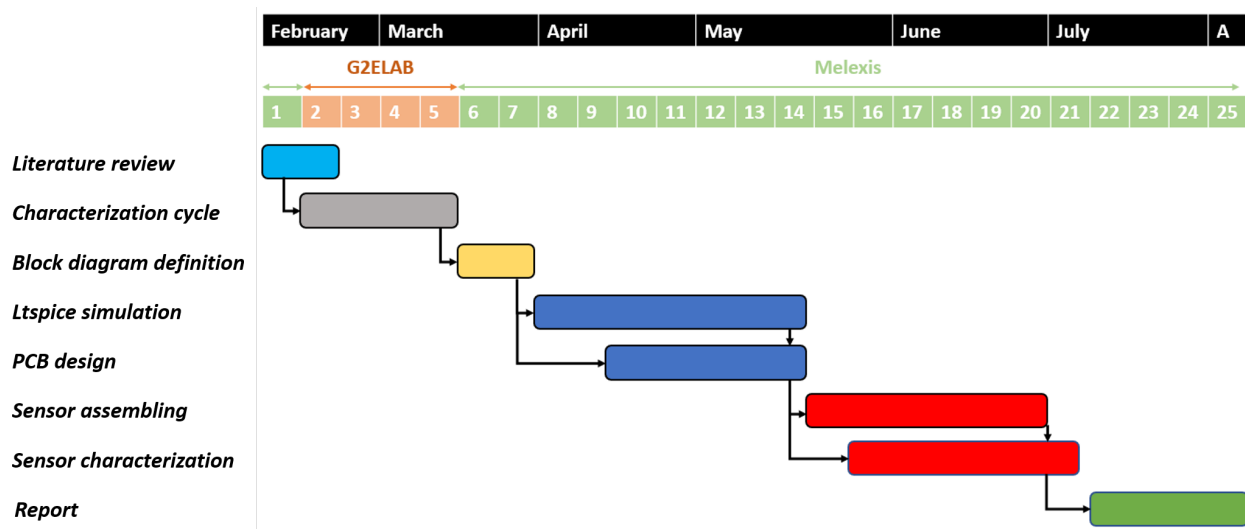 February March April May June July A
G2ELAB Melexis
1 2 3 4 5 6 7 8 9 10 11 12 13 14 15 16 17 18 19 20 21 22 23 24 25
Literature review
Characterization cycle
Block diagram definition
Ltspice simulation
PCB design
Sensor assembling
Sensor characterization
Report